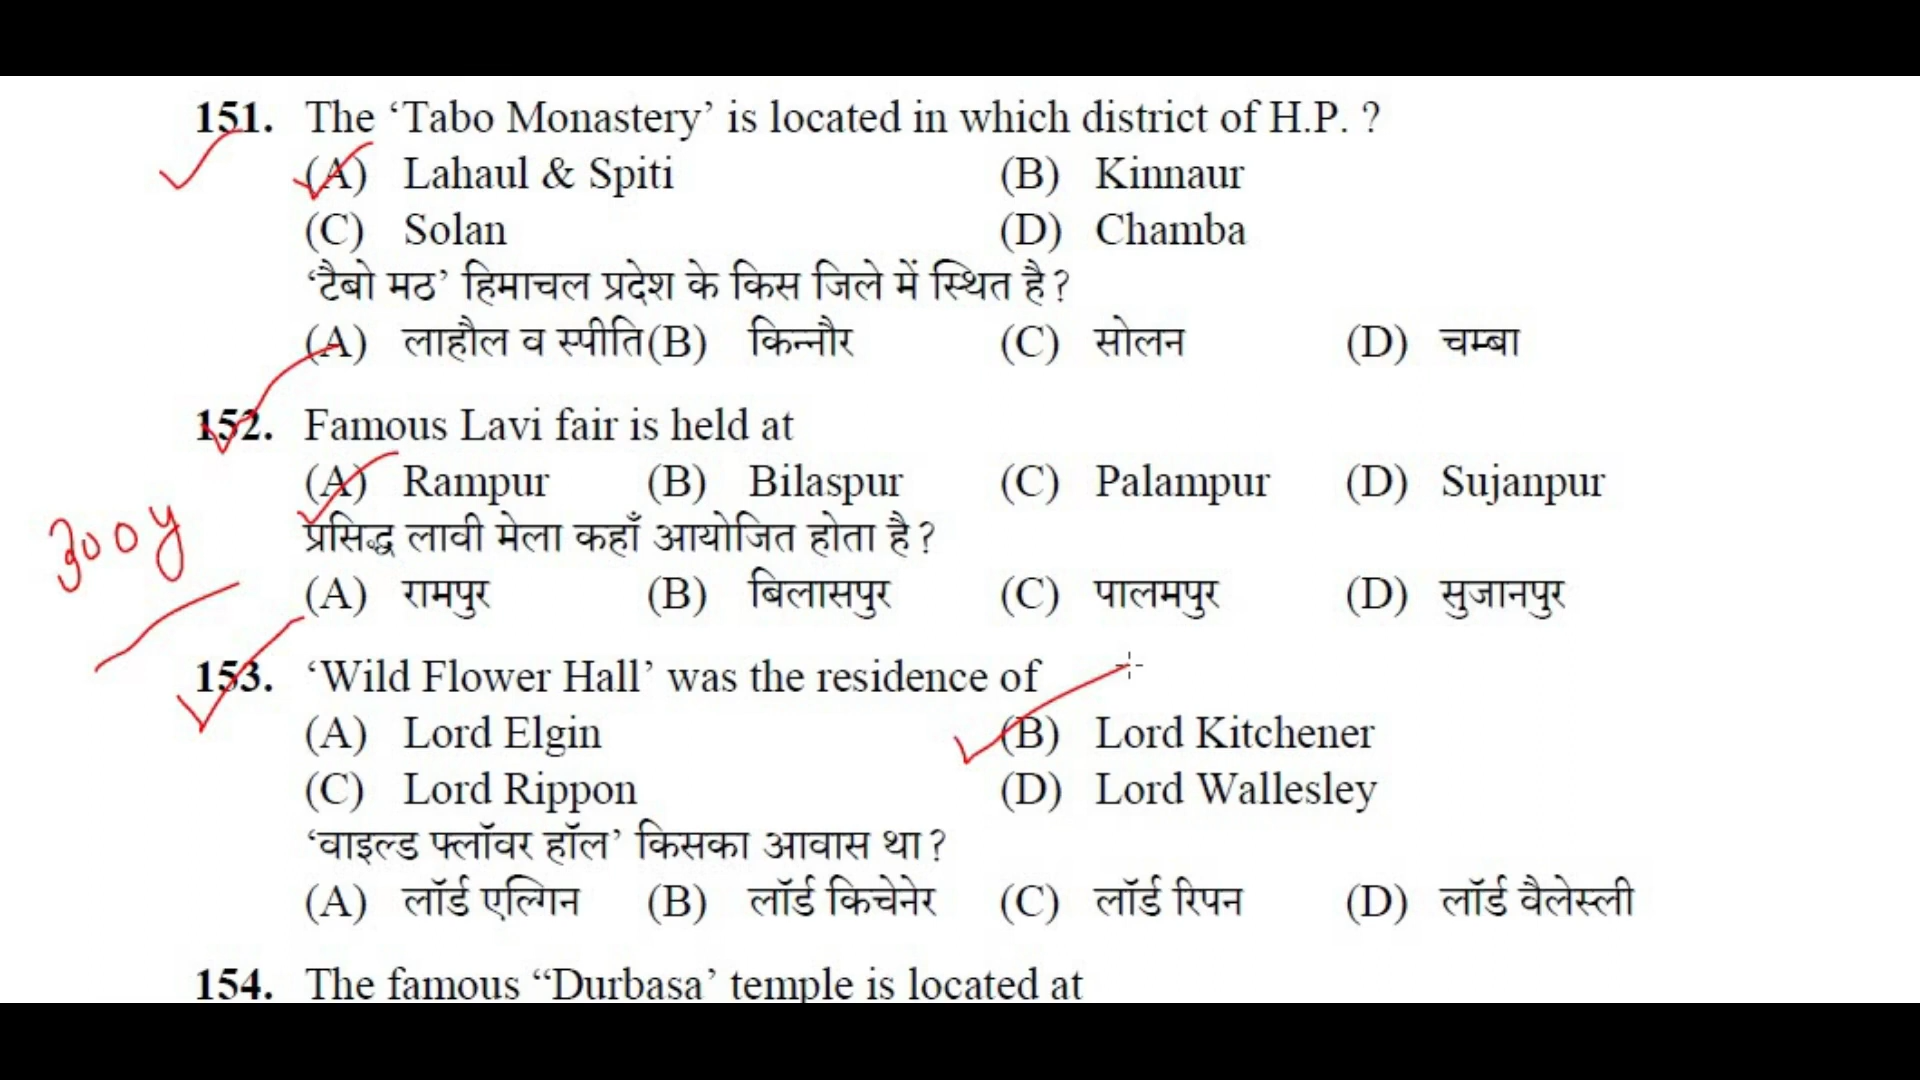 151. The ‘Tabo Monastery’ is located in which district of H.P. ?
(A) Lahaul & Spiti (B) Kinnaur
(C) Solan (D) Chamba
‘टैबो मठ’ हिमाचल प्रदेश के किस जिले में स्थित है?
(A) लाहौल व स्पीति (B) किन्नौर (C) सोलन (D) चम्बा
152. Famous Lavi fair is held at
(A) Rampur (B) Bilaspur (C) Palampur (D) Sujanpur
300y
प्रसिद्ध लावी मेला कहाँ आयोजित होता है?
(A) रामपुर (B) बिलासपुर (C) पालमपुर (D) सुजानपुर
153. ‘Wild Flower Hall’ was the residence of
(A) Lord Elgin (B) Lord Kitchener
(C) Lord Rippon (D) Lord Wallesley
‘वाइल्ड फ्लॉवर हॉल’ किसका आवास था?
(A) लॉर्ड एल्गिन (B) लॉर्ड किचेनेर (C) लॉर्ड रिपन (D) लॉर्ड वैलेस्ली
154. The famous “Durbasa’ temple is located at